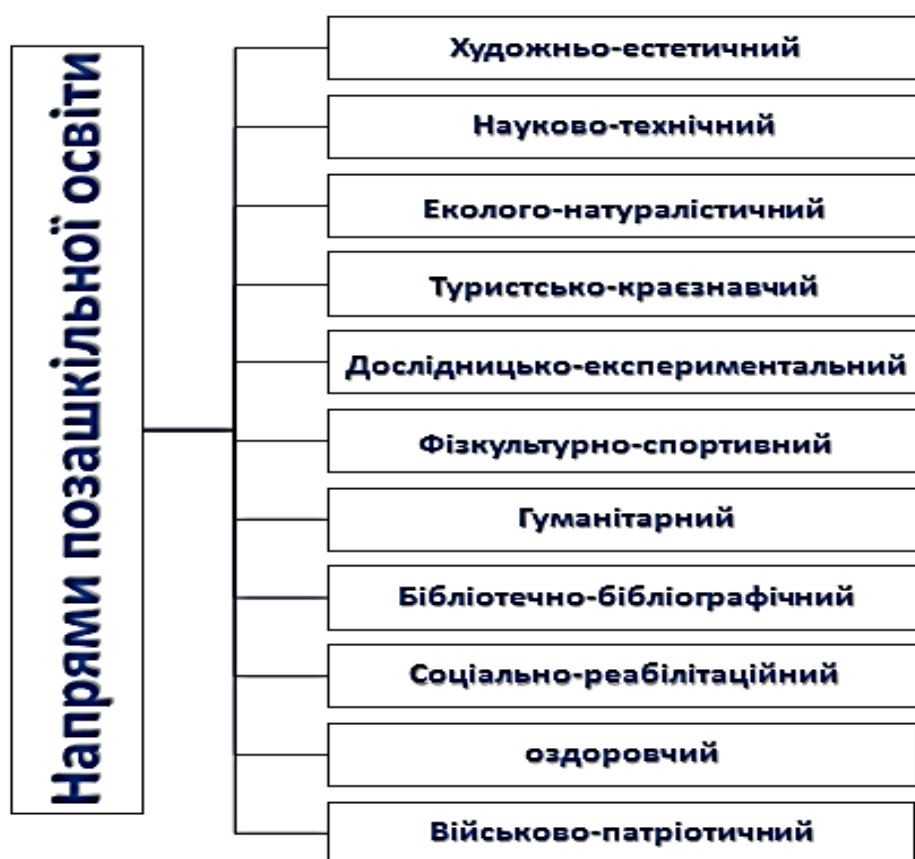 Напрями позашкільної освіти
Художньо-естетичний
Науково-технічний
Еколого-натуралістичний
Туристсько-краєзнавчий
Дослідницько-експериментальний
Фізкультурно-спортивний
Гуманітарний
Бібліотечно-бібліографічний
Соціально-реабілітаційний
оздоровчий
Військово-патріотичний